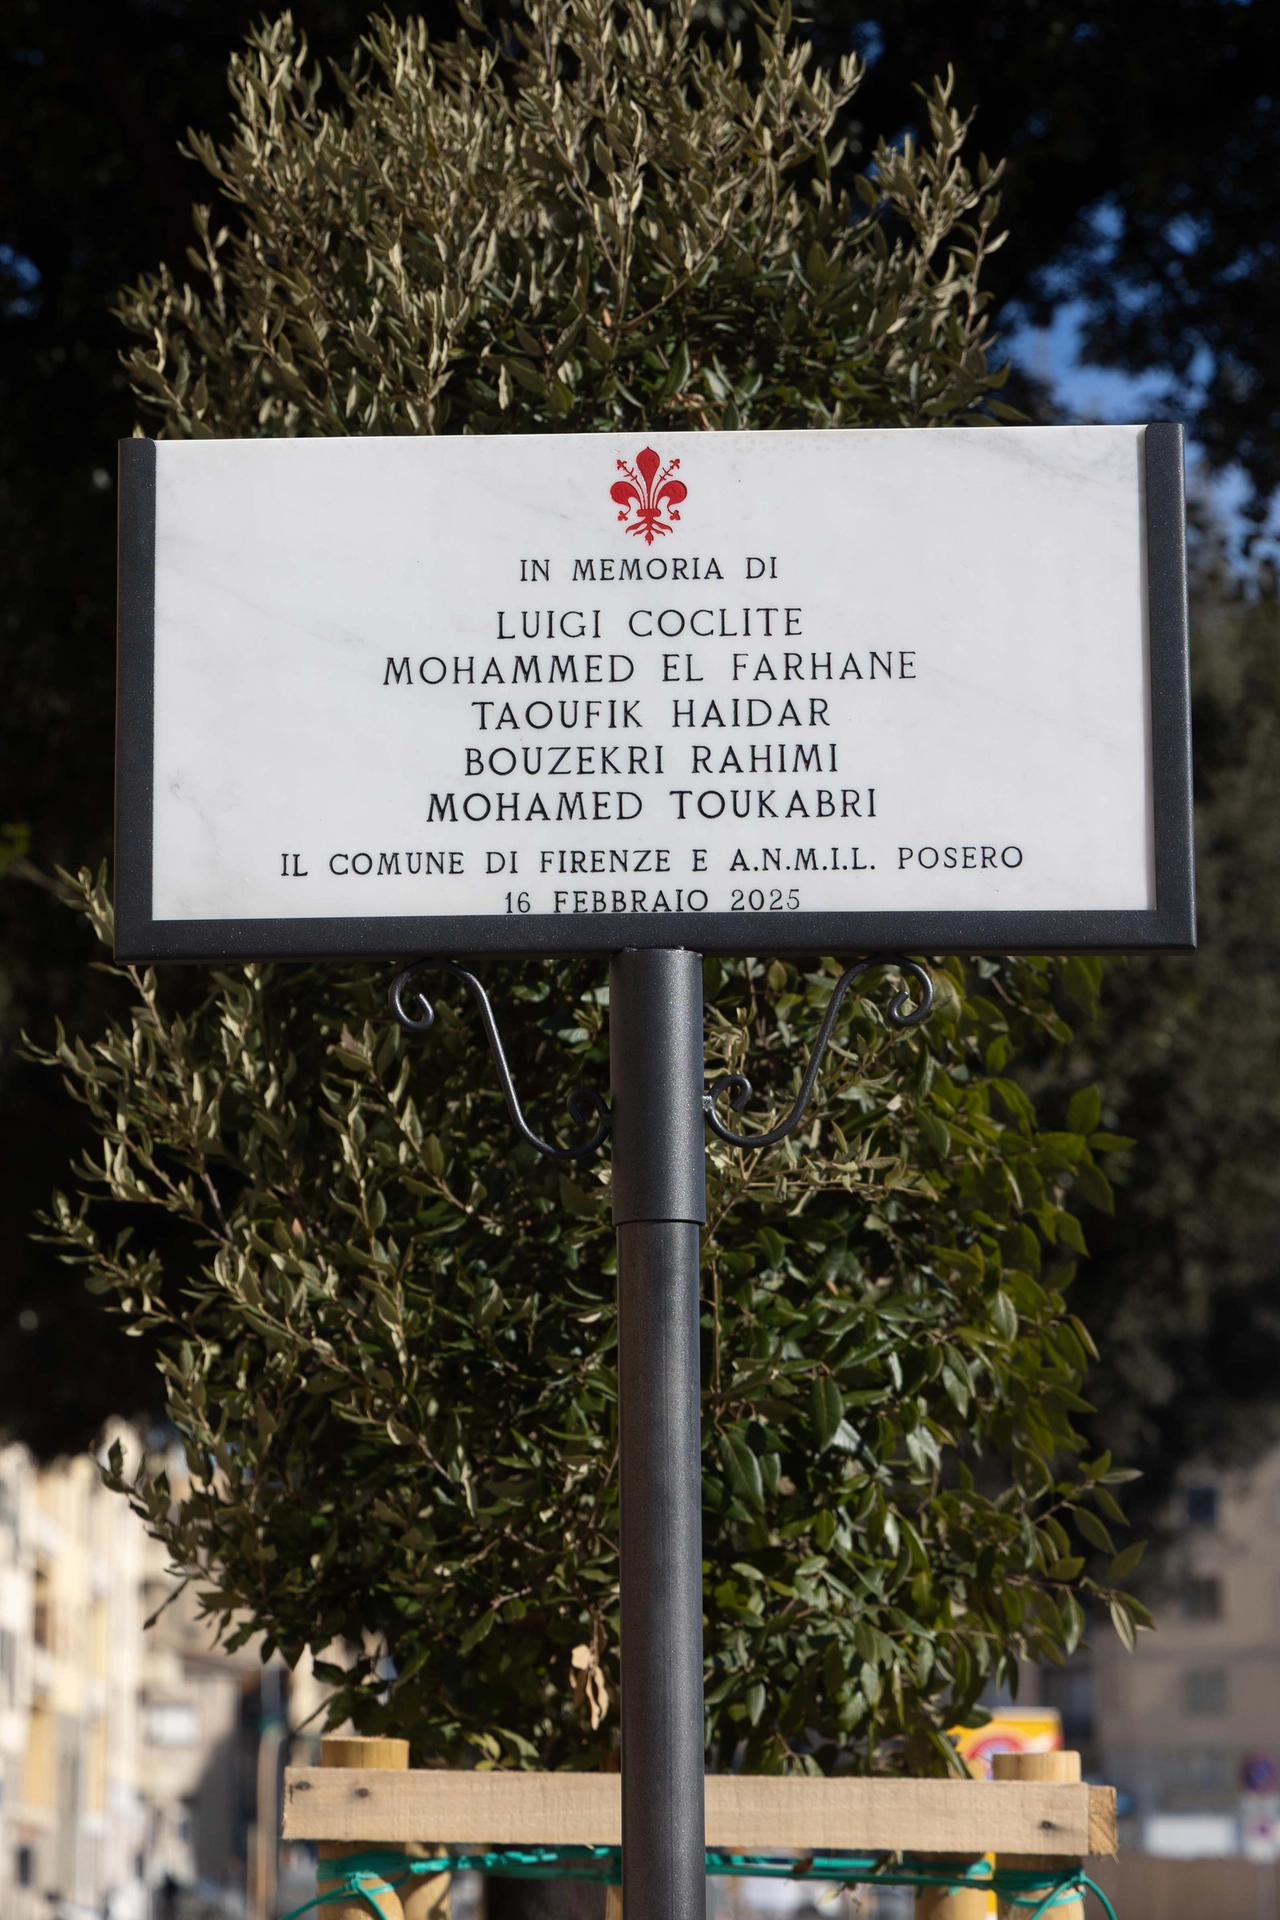 IN MEMORIA DI
LUIGI COCLITE
MOHAMMED EL FARHANE
TAOUFIK HAIDAR
BOUZEKRI RAHIMI
MOHAMED TOUKABRI
IL COMUNE DI FIRENZE E A.N.M.I.L. POSERO
16 FEBBRAIO 2025